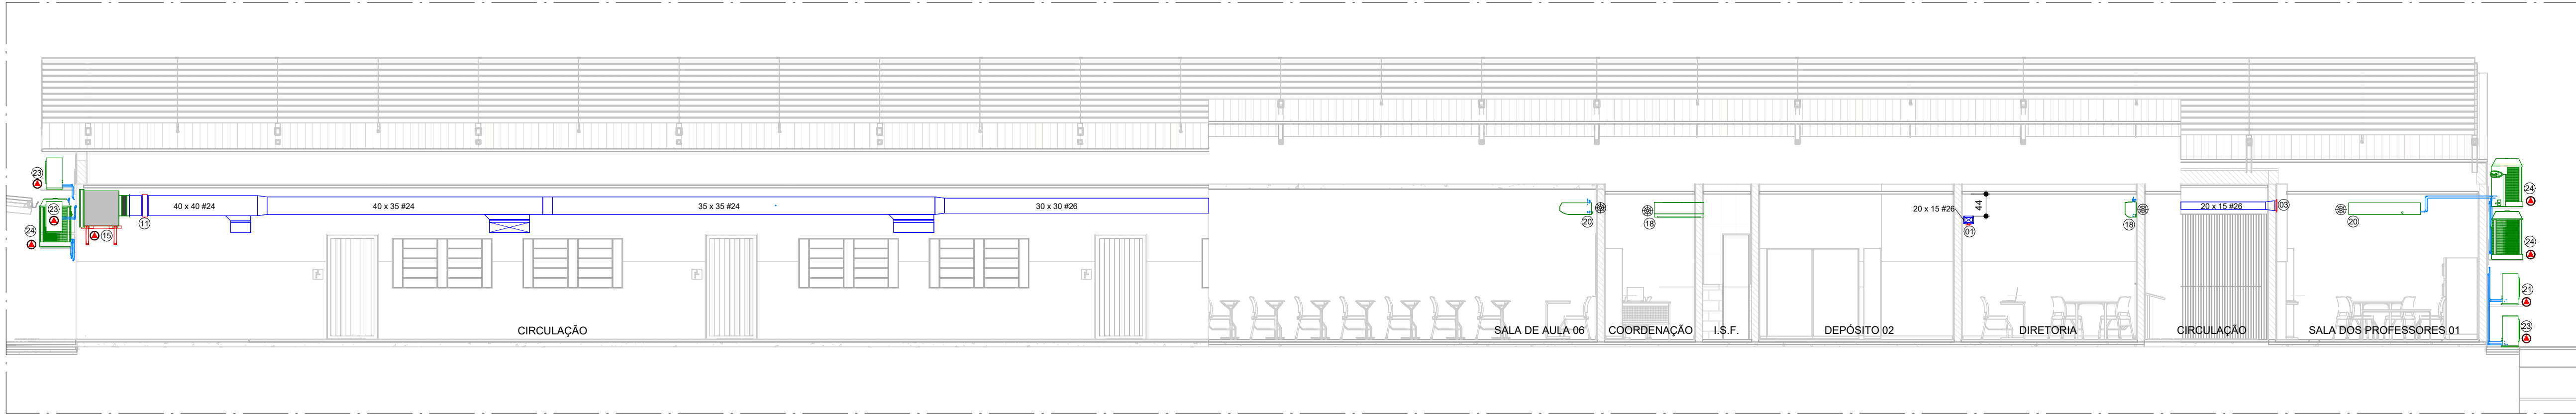 23
23
24
15
11
40 x 40 #24
40 x 35 #24
35 x 35 #24
30 x 30 #26
20
18
20 x 15 #26
01
44
18
20 x 15 #26
03
20
24
24
21
23
CIRCULAÇÃO
SALA DE AULA 06
COORDENAÇÃO
I.S.F.
DEPÓSITO 02
DIRETORIA
CIRCULAÇÃO
SALA DOS PROFESSORES 01